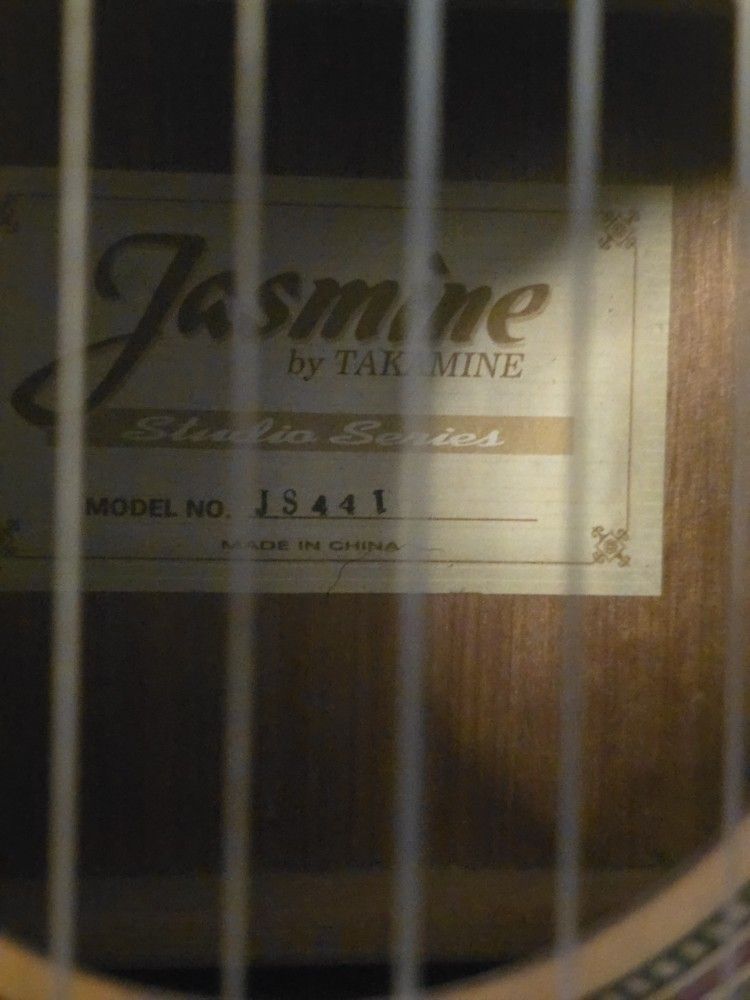 Jasmine
by TAKAMINE
Studio Series
MODEL NO. JS441
MADE IN CHINA